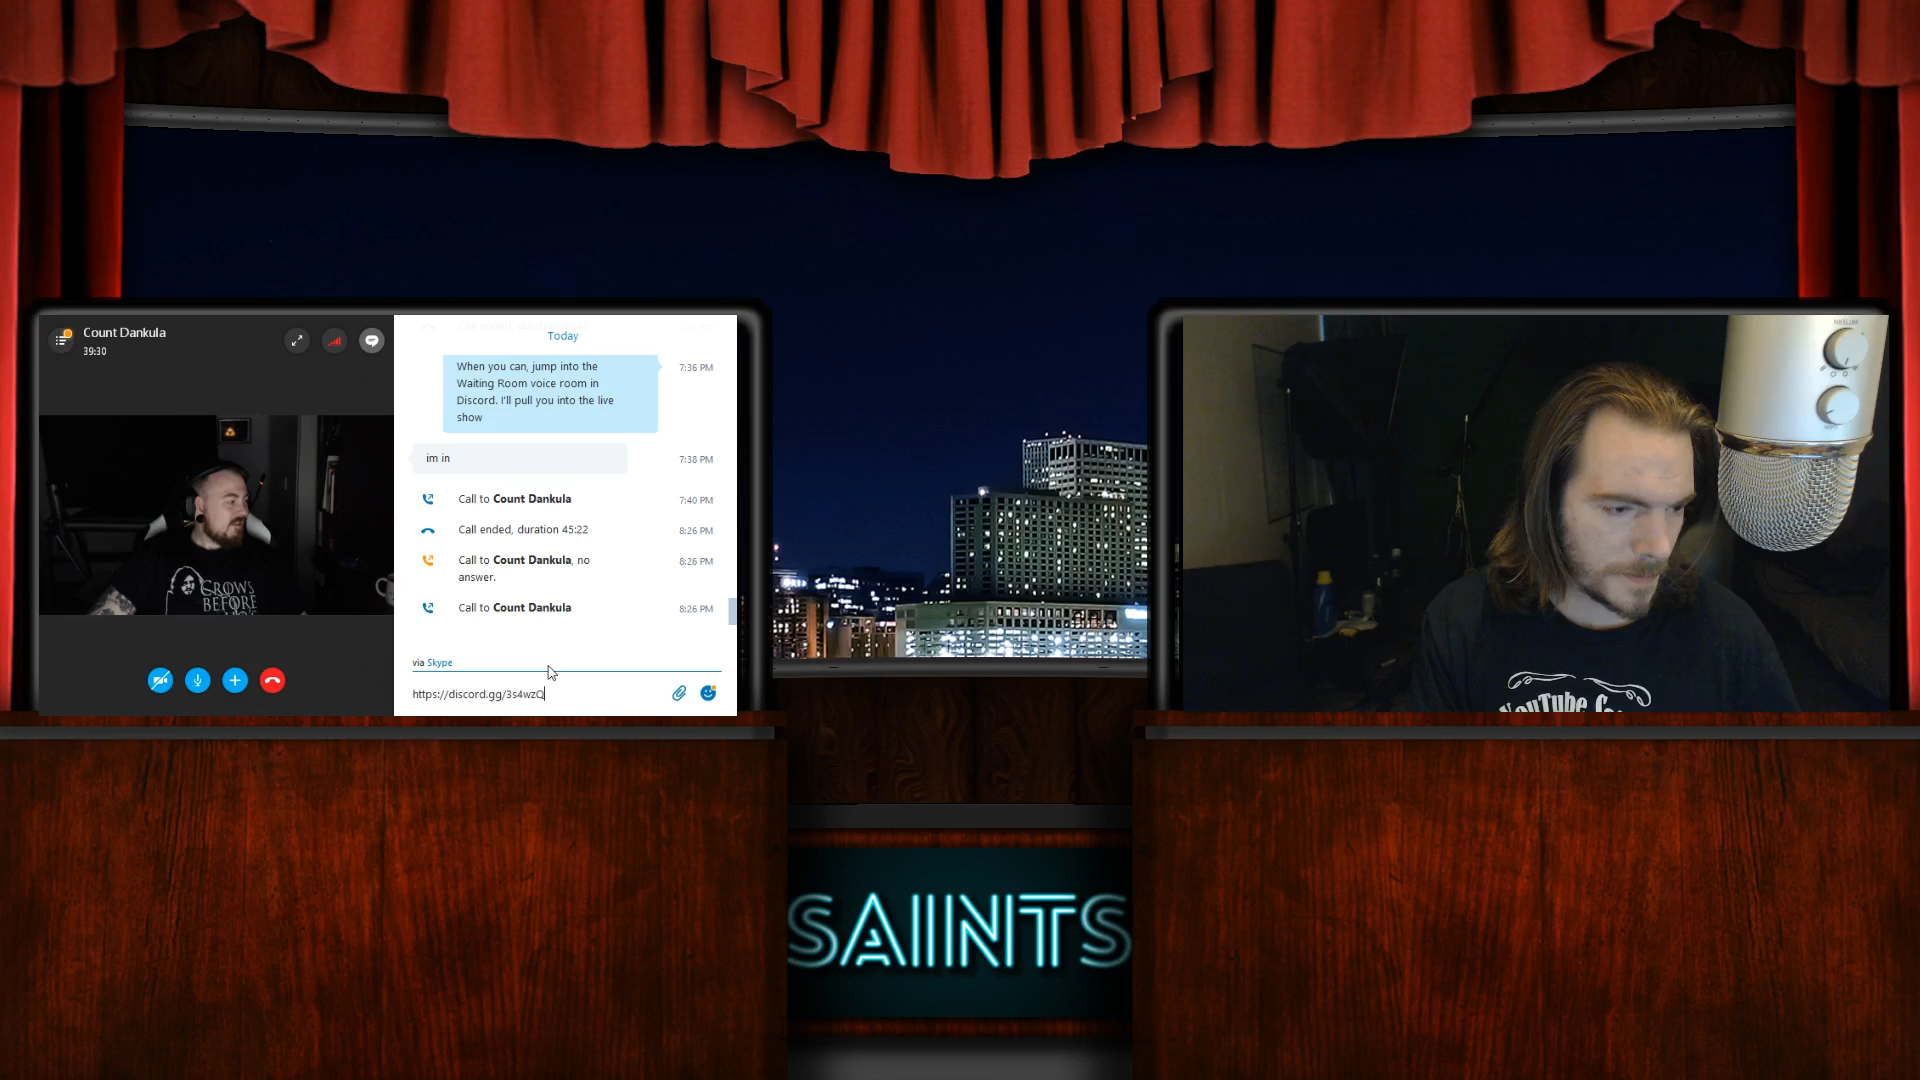 Count Dankula
39:30
Today
When you can, jump into the
Waiting Room voice room in
Discord. I'll pull you into the live
show
7:36 PM
im in
7:38 PM
Call to Count Dankula
7:40 PM
Call ended, duration 45:22
8:26 PM
Call to Count Dankula, no
answer.
8:26 PM
Call to Count Dankula
8:26 PM
via Skype
https://discord.gg/3s4wzQ
CROWS
BEFORE
YouTube
SAINTS